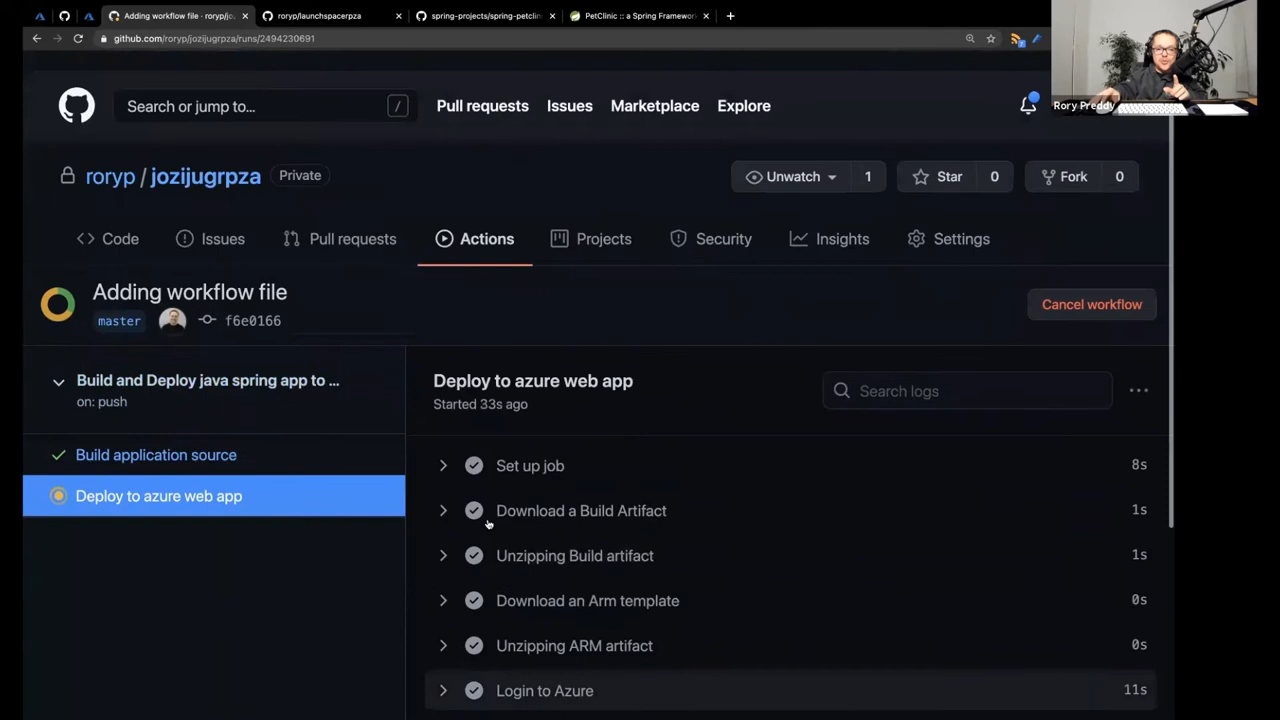 Adding workflow file · roryp/jo
roryp/launchspacerpza
spring-projects/spring-petclin
PetClinic :: a Spring Framewor
github.com/roryp/jozijugrpza/runs/2494230691
Rory Preddy
Search or jump to...
/
Pull requests
Issues
Marketplace
Explore
roryp / jozijugrpza
Private
Unwatch
1
Star
0
Fork
0
Code
Issues
Pull requests
Actions
Projects
Security
Insights
Settings
Adding workflow file
master
f6e0166
Cancel workflow
Build and Deploy java spring app to ...
on: push
Build application source
Deploy to azure web app
Deploy to azure web app
Started 33s ago
Search logs
Set up job
8s
Download a Build Artifact
1s
Unzipping Build artifact
1s
Download an Arm template
0s
Unzipping ARM artifact
0s
Login to Azure
11s